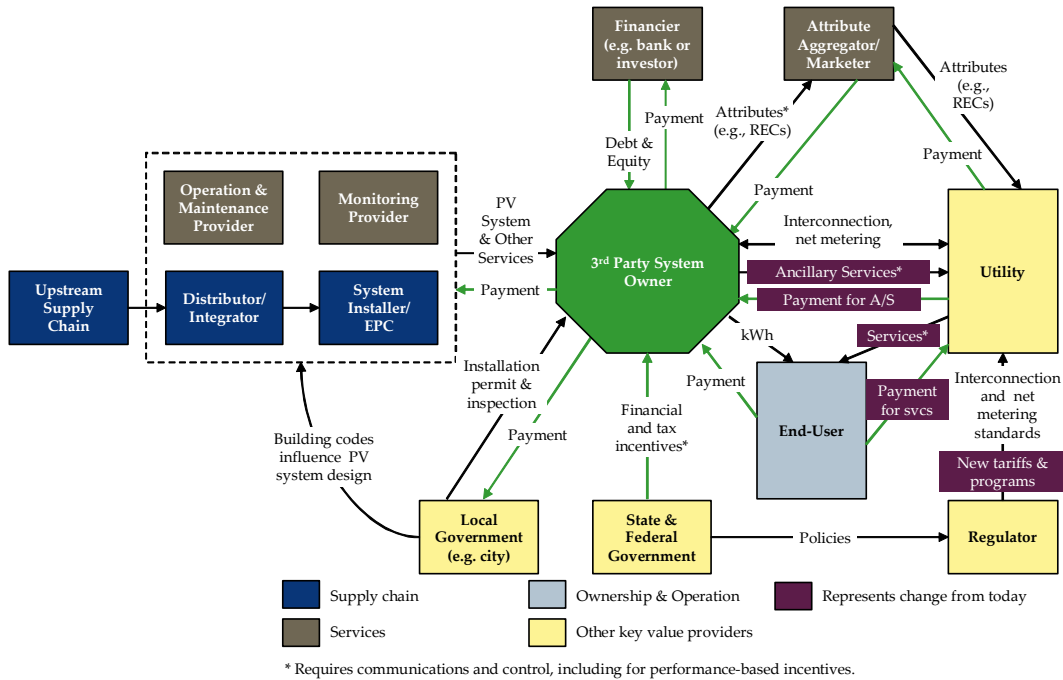 Financier
(e.g. bank or
investor)
Attribute
Aggregator/
Marketer
Attributes
(e.g.,
RECs)
Payment
Attributes*
(e.g., RECs)
Debt &
Equity
Payment
Payment
Operation &
Maintenance
Provider
Monitoring
Provider
PV
System
& Other
Services
Interconnection,
net metering
3rd Party System
Owner
Ancillary Services*
Utility
Upstream
Supply
Chain
Distributor/
Integrator
System
Installer/
EPC
Payment
Payment for A/S
kWh
Services*
Installation
permit &
inspection
Payment
Payment
for svcs
Interconnection
and net
metering
standards
Financial
and tax
incentives*
End-User
Payment
Building codes
influence PV
system design
New tariffs &
programs
Local
Government
(e.g. city)
State &
Federal
Government
Policies
Regulator
Supply chain
Ownership & Operation
Represents change from today
Services
Other key value providers
* Requires communications and control, including for performance-based incentives.